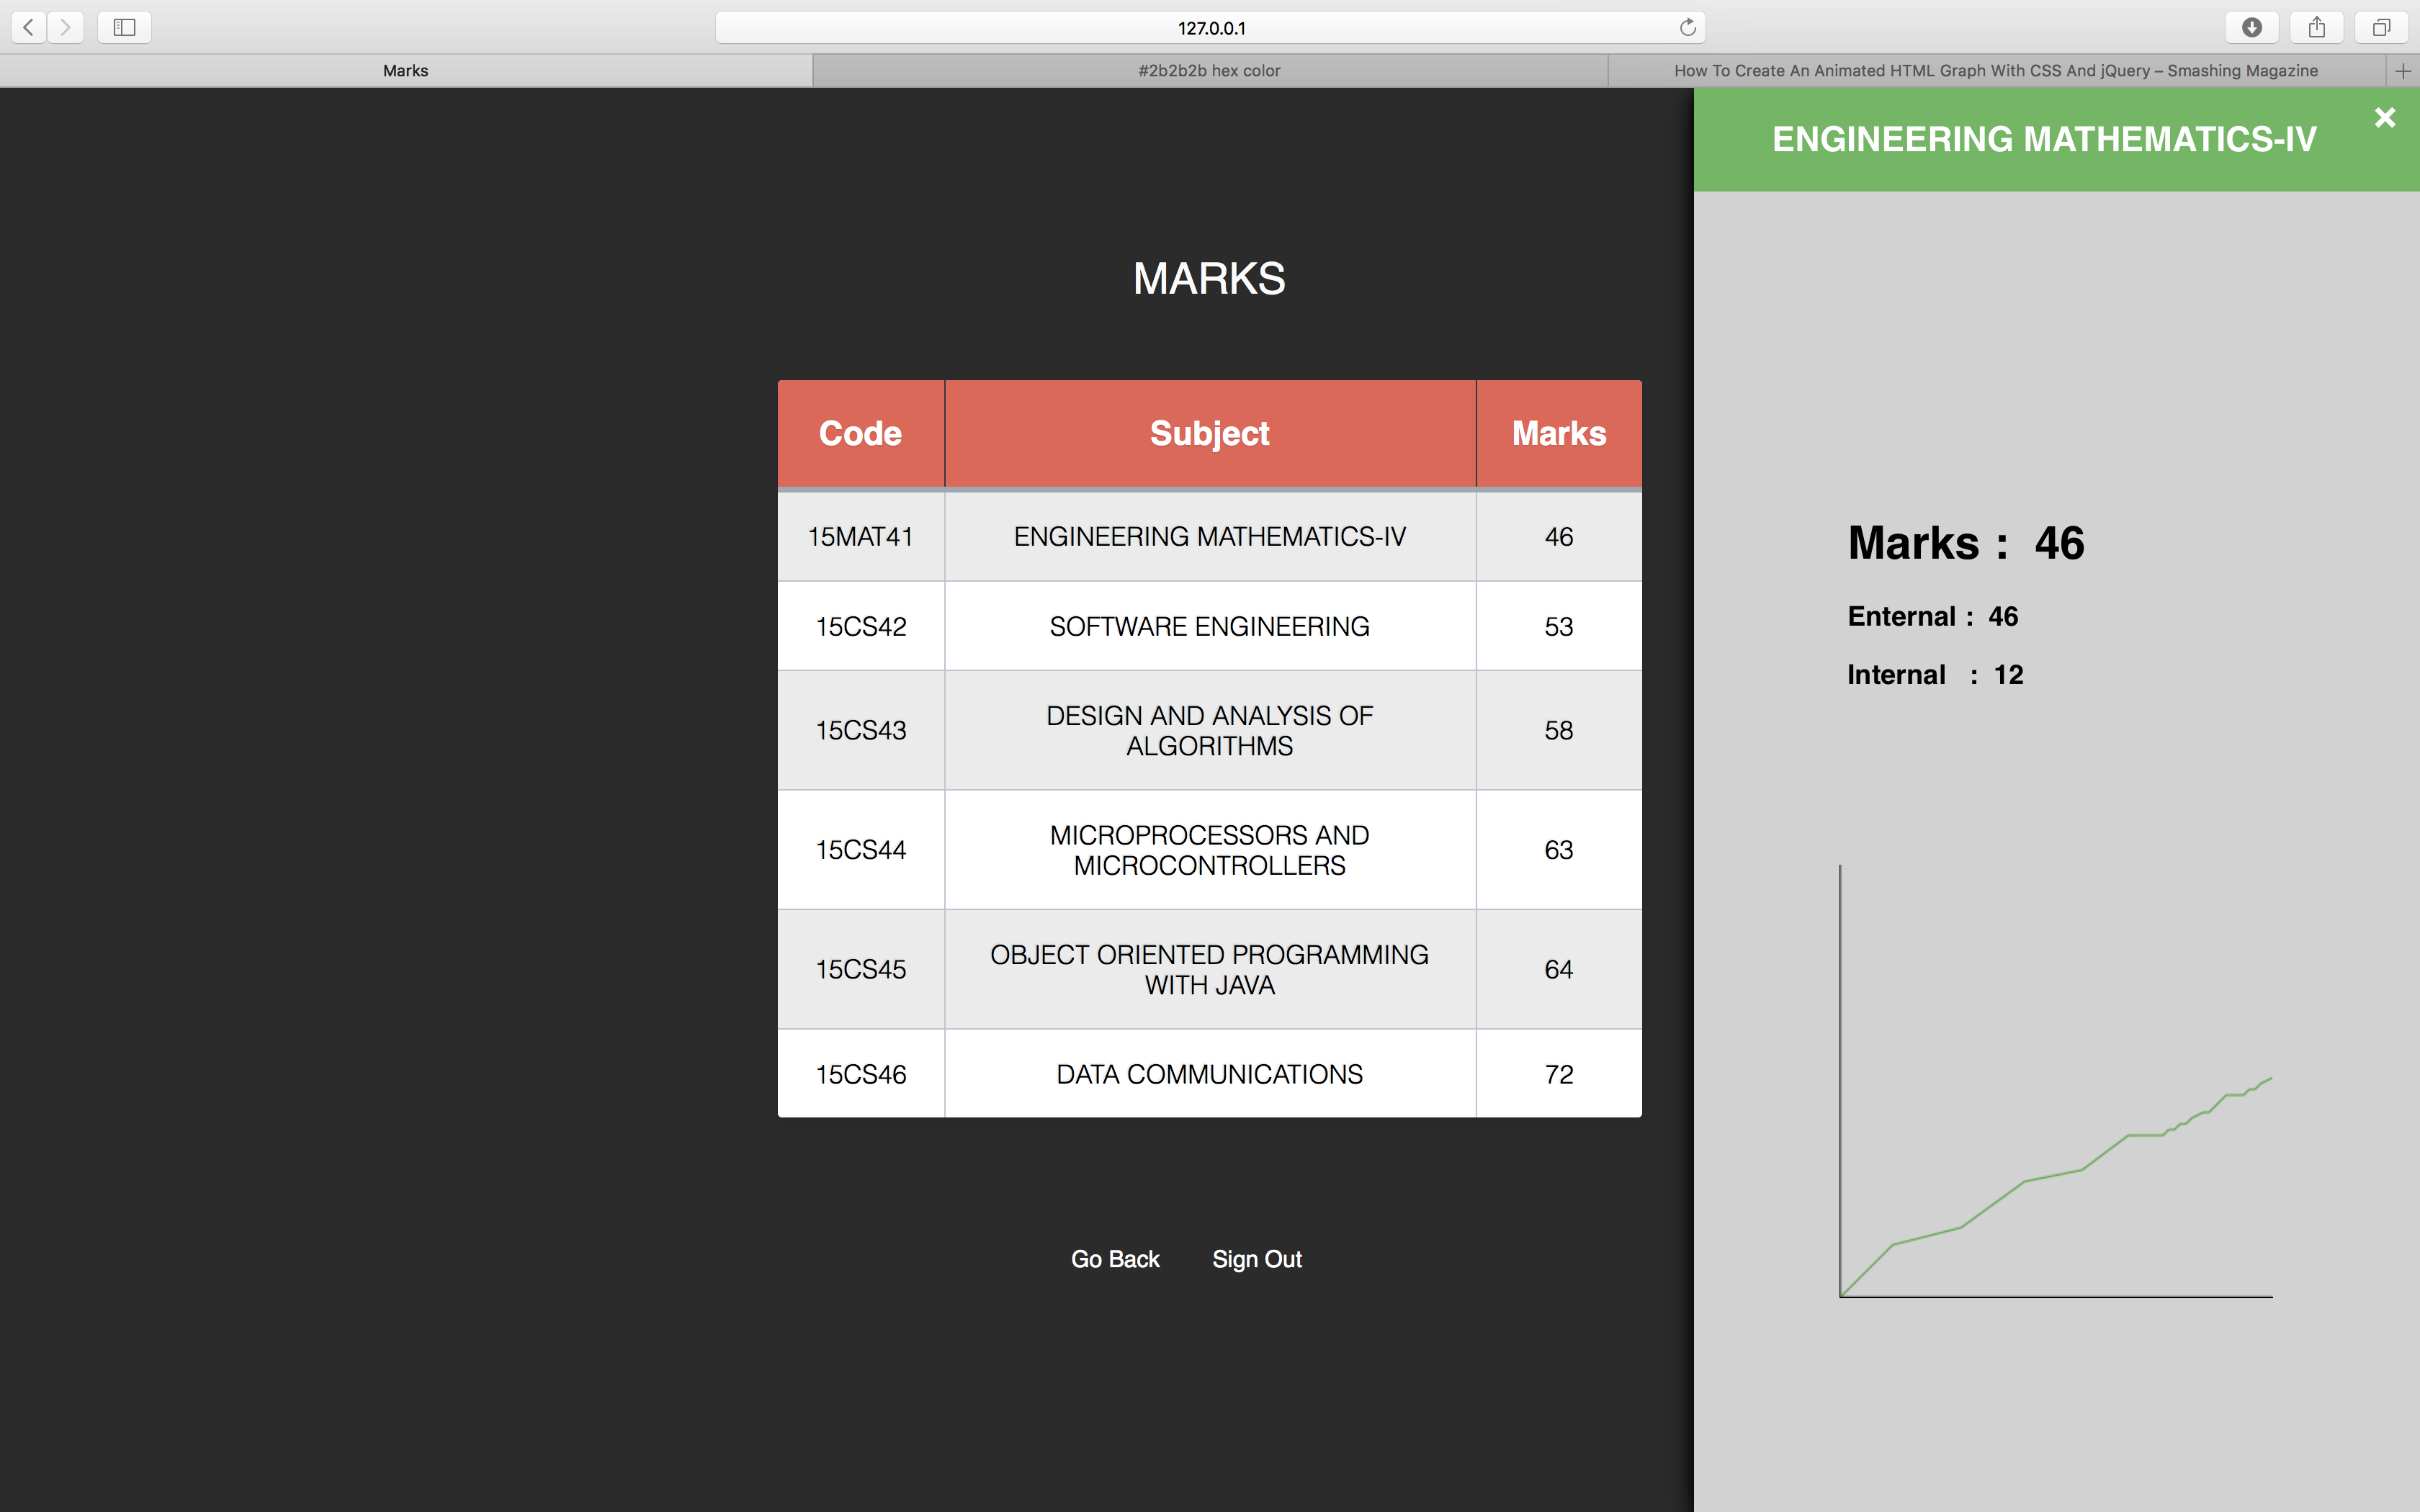 127.0.0.1
Marks
#2b2b2b hex color
How To Create An Animated HTML Graph With CSS And jQuery – Smashing Magazine
MARKS
Code Subject Marks
15MAT41 ENGINEERING MATHEMATICS-IV 46
15CS42 SOFTWARE ENGINEERING 53
15CS43 DESIGN AND ANALYSIS OF
ALGORITHMS 58
15CS44 MICROPROCESSORS AND
MICROCONTROLLERS 63
15CS45 OBJECT ORIENTED PROGRAMMING
WITH JAVA 64
15CS46 DATA COMMUNICATIONS 72
Go Back Sign Out
ENGINEERING MATHEMATICS-IV
Marks : 46
Enternal : 46
Internal : 12